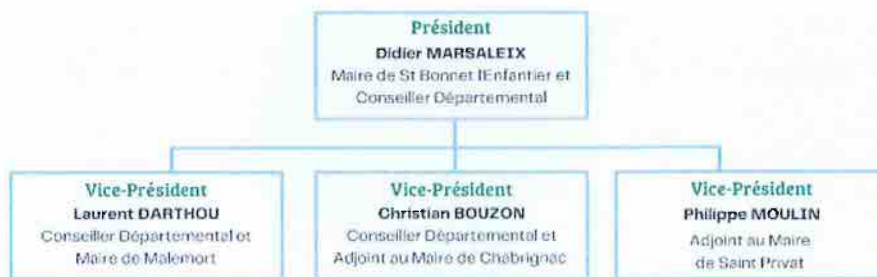 Président
Didier MARSALEIX
Maire de St Bonnet l'Enfantier et
Conseiller Départemental
Vice-Président
Laurent DARTHOU
Conseiller Départemental et
Maire de Malemort
Vice-Président
Christian BOUZON
Conseiller Départemental et
Adjoint au Maire de Chabrignac
Vice-Président
Philippe MOULIN
Adjoint au Maire
de Saint Privat